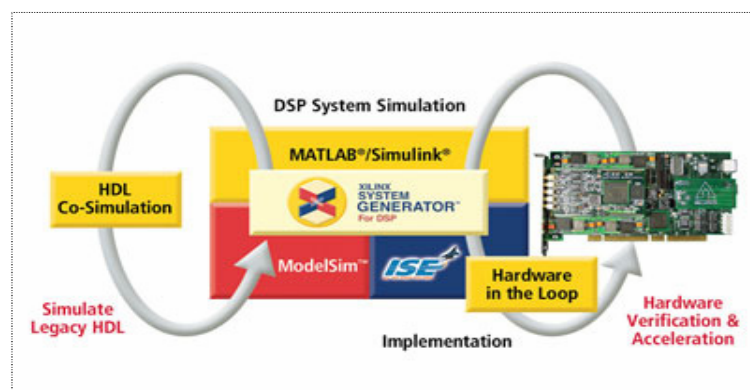 DSP System Simulation
MATLAB®/Simulink®
HDL
Co-Simulation
XILINX
SYSTEM
GENERATOR™
For DSP
ModelSim™
ISE
Hardware
in the Loop
Simulate
Legacy HDL
Implementation
Hardware
Verification &
Acceleration